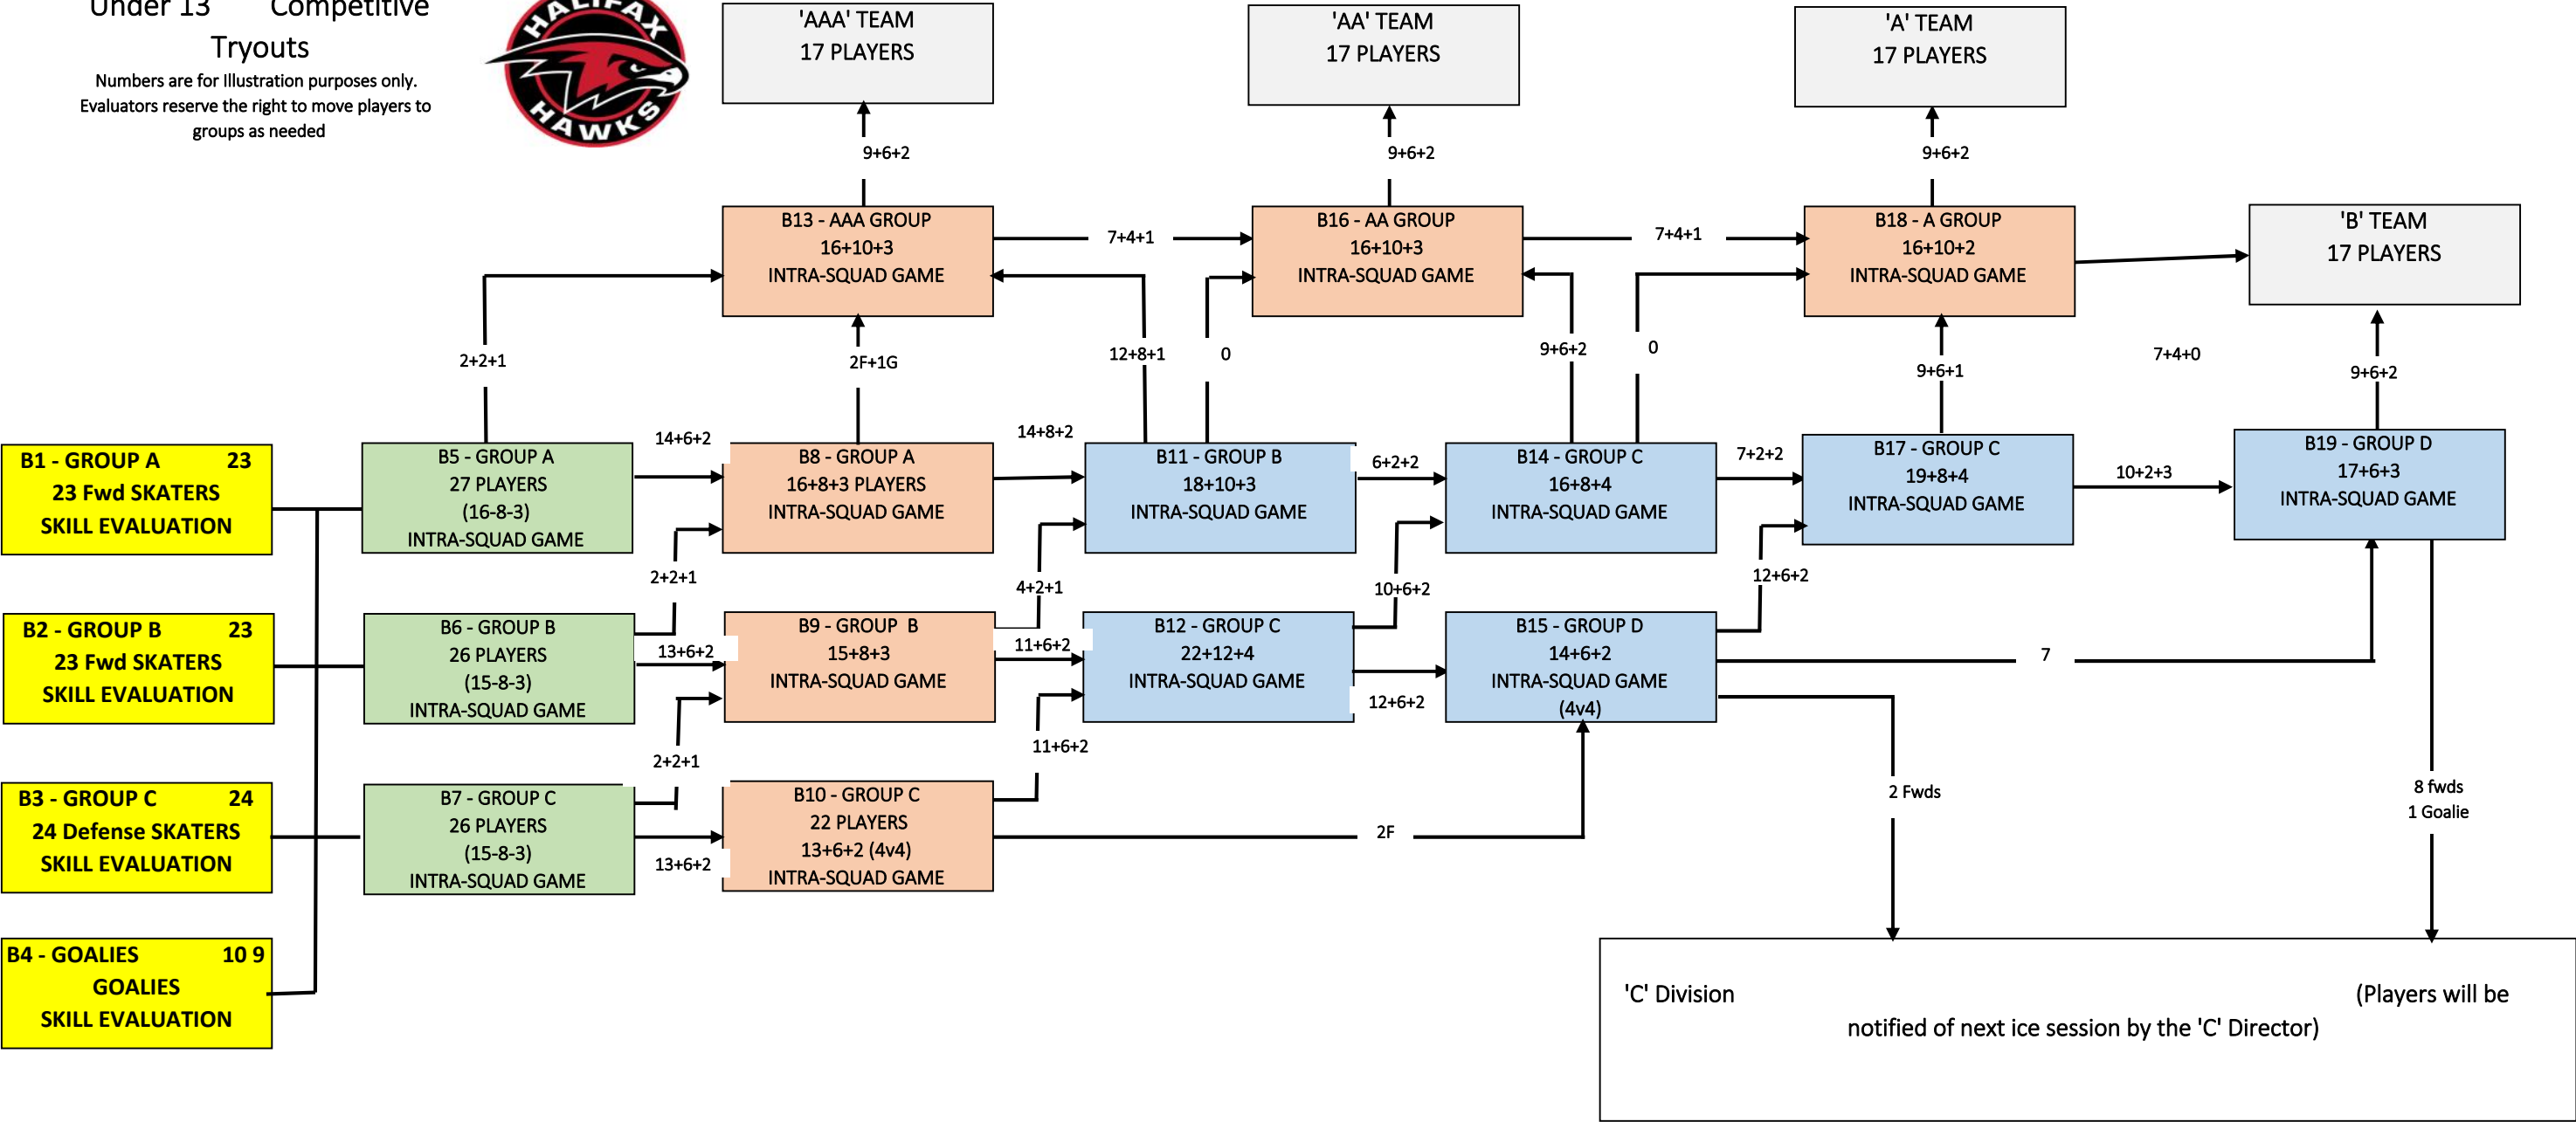 Under 13 Competitive
Tryouts
Numbers are for Illustration purposes only.
Evaluators reserve the right to move players to
groups as needed
HALIFAX
HAWKS
'AAA' TEAM
17 PLAYERS
'AA' TEAM
17 PLAYERS
'A' TEAM
17 PLAYERS
9+6+2
9+6+2
9+6+2
B13 - AAA GROUP
16+10+3
INTRA-SQUAD GAME
7+4+1
B16 - AA GROUP
16+10+3
INTRA-SQUAD GAME
7+4+1
B18 - A GROUP
16+10+2
INTRA-SQUAD GAME
'B' TEAM
17 PLAYERS
2+2+1
2F+1G
12+8+1
0
9+6+2
0
9+6+1
7+4+0
9+6+2
B1 - GROUP A 23
23 Fwd SKATERS
SKILL EVALUATION
B5 - GROUP A
27 PLAYERS
(16-8-3)
INTRA-SQUAD GAME
14+6+2
B8 - GROUP A
16+8+3 PLAYERS
INTRA-SQUAD GAME
14+8+2
B11 - GROUP B
18+10+3
INTRA-SQUAD GAME
6+2+2
B14 - GROUP C
16+8+4
INTRA-SQUAD GAME
7+2+2
B17 - GROUP C
19+8+4
INTRA-SQUAD GAME
10+2+3
B19 - GROUP D
17+6+3
INTRA-SQUAD GAME
2+2+1
4+2+1
10+6+2
12+6+2
B2 - GROUP B 23
23 Fwd SKATERS
SKILL EVALUATION
B6 - GROUP B
26 PLAYERS
(15-8-3)
INTRA-SQUAD GAME
13+6+2
B9 - GROUP B
15+8+3
INTRA-SQUAD GAME
11+6+2
B12 - GROUP C
22+12+4
INTRA-SQUAD GAME
12+6+2
B15 - GROUP D
14+6+2
INTRA-SQUAD GAME
(4v4)
7
2+2+1
11+6+2
B3 - GROUP C 24
24 Defense SKATERS
SKILL EVALUATION
B7 - GROUP C
26 PLAYERS
(15-8-3)
INTRA-SQUAD GAME
13+6+2
B10 - GROUP C
22 PLAYERS
13+6+2 (4v4)
INTRA-SQUAD GAME
2F
2 Fwds
8 fwds
1 Goalie
B4 - GOALIES 10 9
GOALIES
SKILL EVALUATION
'C' Division (Players will be
notified of next ice session by the 'C' Director)